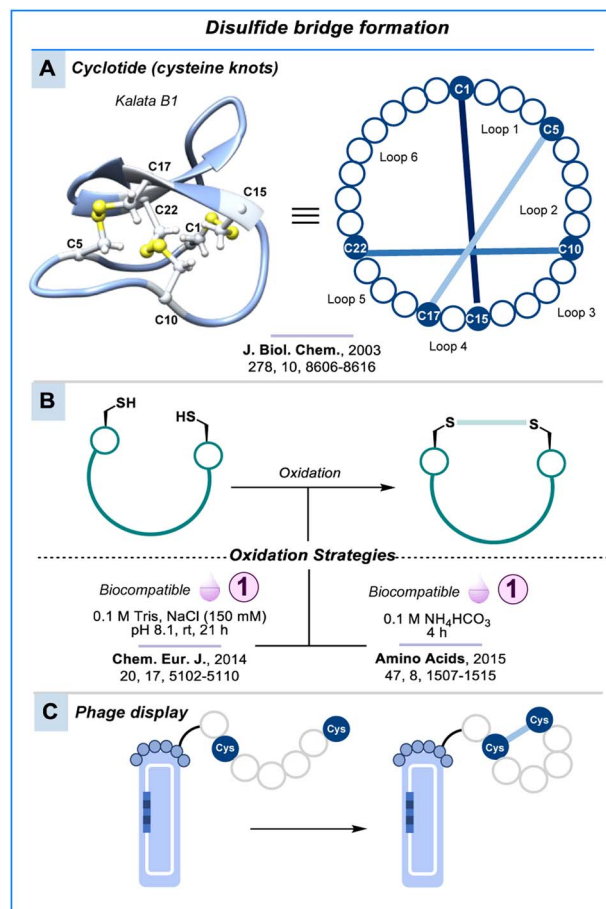 Disulfide bridge formation
A Cyclotide (cysteine knots)
Kalata B1
C17
C22
C15
C5
C1
C10
C1
C5
C10
C15
C17
C22
Loop 1
Loop 2
Loop 3
Loop 4
Loop 5
Loop 6
J. Biol. Chem., 2003
278, 10, 8606-8616
B
SH
HS
Oxidation
S
S
Oxidation Strategies
Biocompatible 1
0.1 M Tris, NaCl (150 mM)
pH 8.1, rt, 21 h
Chem. Eur. J., 2014
20, 17, 5102-5110
Biocompatible 1
0.1 M NH₄HCO₃
4 h
Amino Acids, 2015
47, 8, 1507-1515
C Phage display
Cys
Cys
Cys
Cys